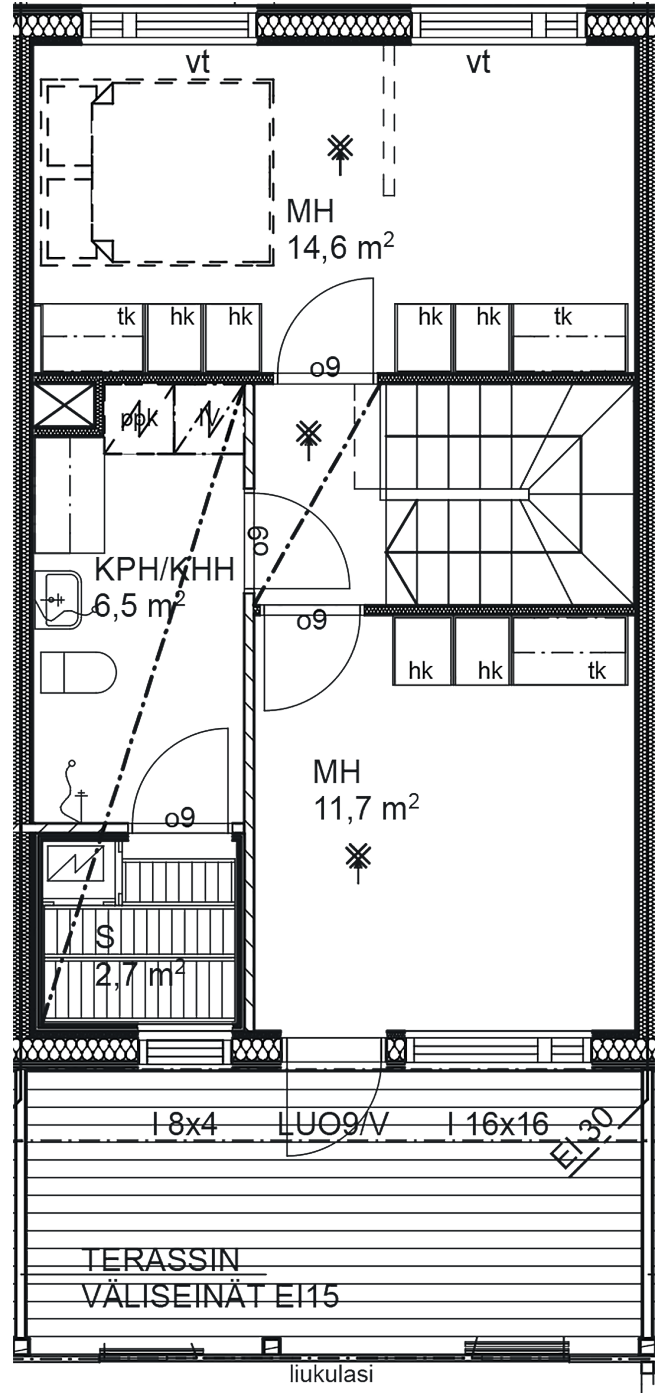 vt
vt
MH
14,6 m²
tk
hk
hk
hk
hk
tk
o9
ppk
rv
o9
KPH/KHH
6,5 m²
o9
hk
hk
tk
MH
11,7 m²
o9
S
2,7 m²
I 8x4
LUO9/V
I 16x16
EI 30
TERASSIN
VÄLISEINÄT EI15
liukulasi